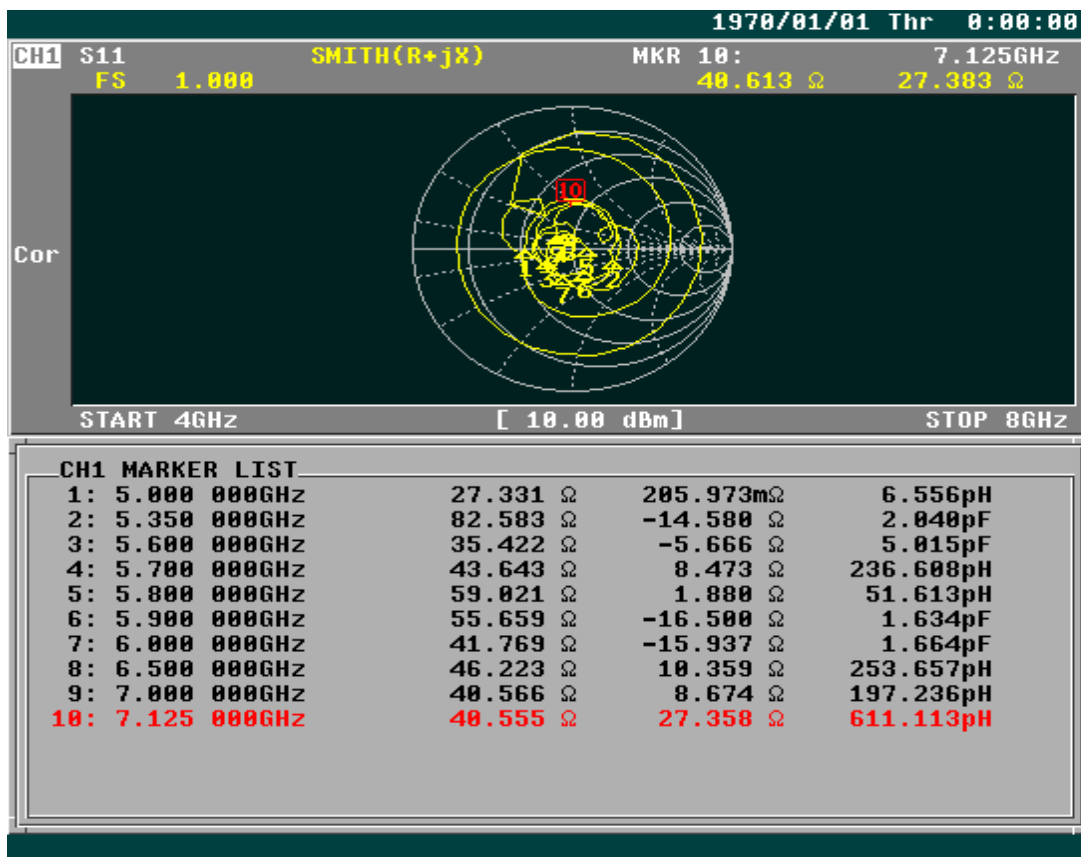 1970/01/01 Thr 0:00:00
CH1 S11 SMITH(R+jX) MKR 10: 7.125GHz
FS 1.000 40.613 Ω 27.383 Ω
10
Cor
1 2 7 6
START 4GHz [ 10.00 dBm] STOP 8GHz
CH1 MARKER LIST
1: 5.000 000GHz 27.331 Ω 205.973mΩ 6.556pH
2: 5.350 000GHz 82.583 Ω -14.580 Ω 2.040pF
3: 5.600 000GHz 35.422 Ω -5.666 Ω 5.015pF
4: 5.700 000GHz 43.643 Ω 8.473 Ω 236.608pH
5: 5.800 000GHz 59.021 Ω 1.880 Ω 51.613pH
6: 5.900 000GHz 55.659 Ω -16.500 Ω 1.634pF
7: 6.000 000GHz 41.769 Ω -15.937 Ω 1.664pF
8: 6.500 000GHz 46.223 Ω 10.359 Ω 253.657pH
9: 7.000 000GHz 40.566 Ω 8.674 Ω 197.236pH
10: 7.125 000GHz 40.555 Ω 27.358 Ω 611.113pH